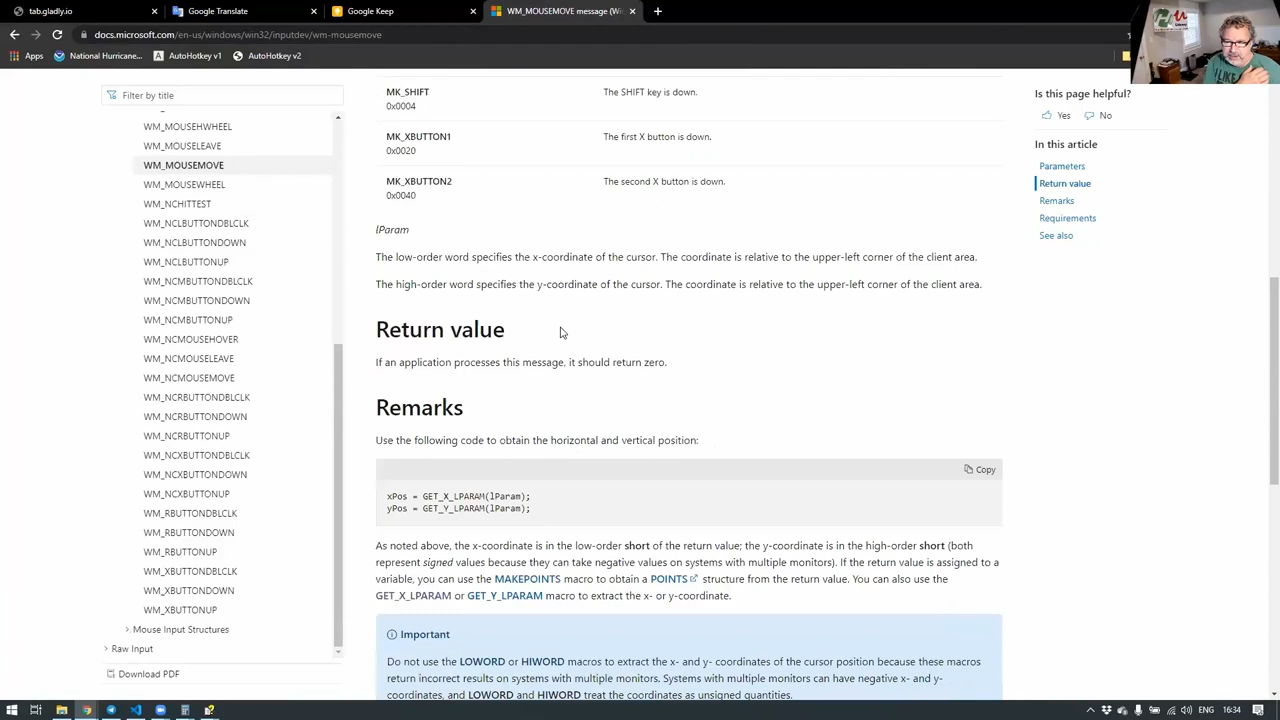 tab.gladly.io
Google Translate
Google Keep
WM_MOUSEMOVE message (Win
docs.microsoft.com/en-us/windows/win32/inputdev/wm-mousemove
Apps
National Hurricane...
AutoHotkey v1
AutoHotkey v2
Filter by title
WM_MOUSEHWHEEL
WM_MOUSELEAVE
WM_MOUSEMOVE
WM_MOUSEWHEEL
WM_NCHITTEST
WM_NCLBUTTONDBLCLK
WM_NCLBUTTONDOWN
WM_NCLBUTTONUP
WM_NCMBUTTONDBLCLK
WM_NCMBUTTONDOWN
WM_NCMBUTTONUP
WM_NCMOUSEHOVER
WM_NCMOUSELEAVE
WM_NCMOUSEMOVE
WM_NCRBUTTONDBLCLK
WM_NCRBUTTONDOWN
WM_NCRBUTTONUP
WM_NCXBUTTONDBLCLK
WM_NCXBUTTONDOWN
WM_NCXBUTTONUP
WM_RBUTTONDBLCLK
WM_RBUTTONDOWN
WM_RBUTTONUP
WM_XBUTTONDBLCLK
WM_XBUTTONDOWN
WM_XBUTTONUP
Mouse Input Structures
Raw Input
Download PDF
MK_SHIFT The SHIFT key is down.
0x0004
MK_XBUTTON1 The first X button is down.
0x0020
MK_XBUTTON2 The second X button is down.
0x0040
lParam
The low-order word specifies the x-coordinate of the cursor. The coordinate is relative to the upper-left corner of the client area.
The high-order word specifies the y-coordinate of the cursor. The coordinate is relative to the upper-left corner of the client area.
Return value
If an application processes this message, it should return zero.
Remarks
Use the following code to obtain the horizontal and vertical position:
Copy
xPos = GET_X_LPARAM(lParam);
yPos = GET_Y_LPARAM(lParam);
As noted above, the x-coordinate is in the low-order short of the return value; the y-coordinate is in the high-order short (both
represent signed values because they can take negative values on systems with multiple monitors). If the return value is assigned to a
variable, you can use the MAKEPOINTS macro to obtain a POINTS structure from the return value. You can also use the
GET_X_LPARAM or GET_Y_LPARAM macro to extract the x- or y-coordinate.
Important
Do not use the LOWORD or HIWORD macros to extract the x- and y- coordinates of the cursor position because these macros
return incorrect results on systems with multiple monitors. Systems with multiple monitors can have negative x- and y-
coordinates, and LOWORD and HIWORD treat the coordinates as unsigned quantities.
Is this page helpful?
Yes No
In this article
Parameters
Return value
Remarks
Requirements
See also
I LIKE
ENG 16:34